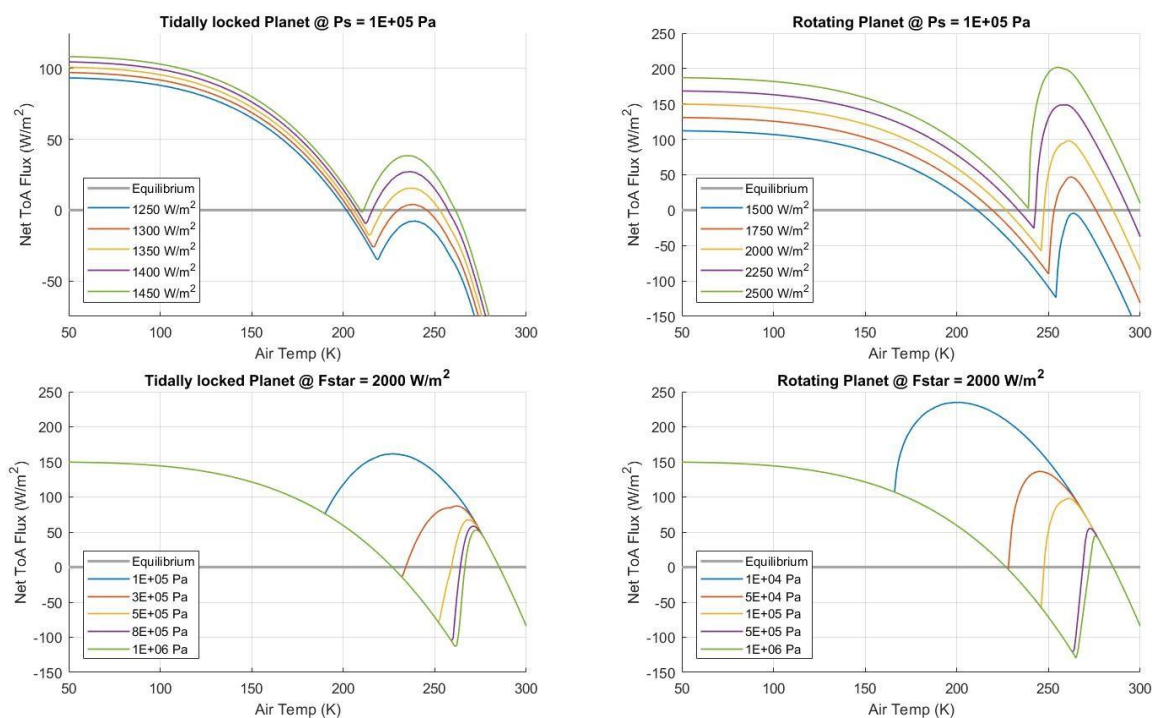 Tidally locked Planet @ Ps = 1E+05 Pa
Net ToA Flux (W/m²)
100
50
0
-50
Equilibrium
1250 W/m²
1300 W/m²
1350 W/m²
1400 W/m²
1450 W/m²
50 100 150 200 250 300
Air Temp (K)
Rotating Planet @ Ps = 1E+05 Pa
Net ToA Flux (W/m²)
250
200
150
100
50
0
-50
-100
-150
Equilibrium
1500 W/m²
1750 W/m²
2000 W/m²
2250 W/m²
2500 W/m²
50 100 150 200 250 300
Air Temp (K)
Tidally locked Planet @ Fstar = 2000 W/m²
Net ToA Flux (W/m²)
250
200
150
100
50
0
-50
-100
-150
Equilibrium
1E+05 Pa
3E+05 Pa
5E+05 Pa
8E+05 Pa
1E+06 Pa
50 100 150 200 250 300
Air Temp (K)
Rotating Planet @ Fstar = 2000 W/m²
Net ToA Flux (W/m²)
250
200
150
100
50
0
-50
-100
-150
Equilibrium
1E+04 Pa
5E+04 Pa
1E+05 Pa
5E+05 Pa
1E+06 Pa
50 100 150 200 250 300
Air Temp (K)